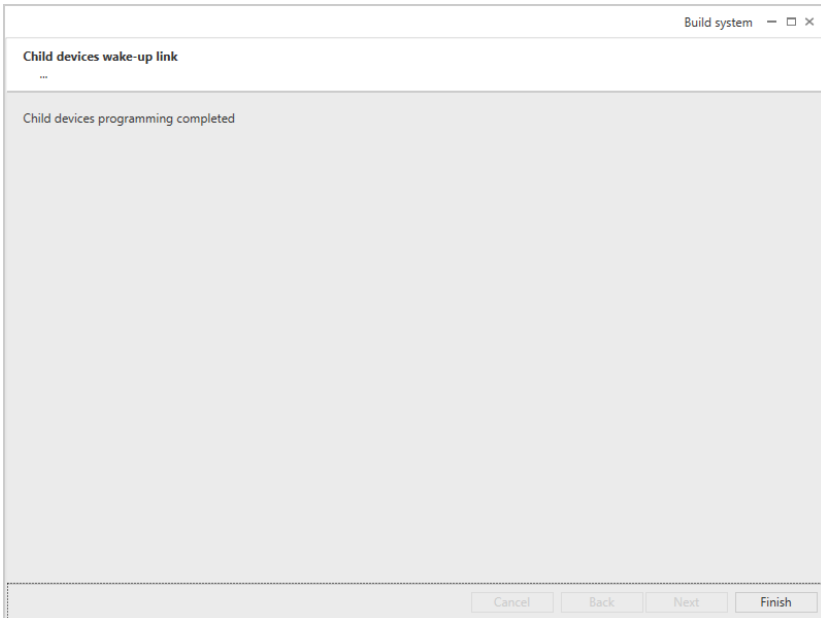 Build system
Child devices wake-up link
...
Child devices programming completed
Cancel Back Next Finish